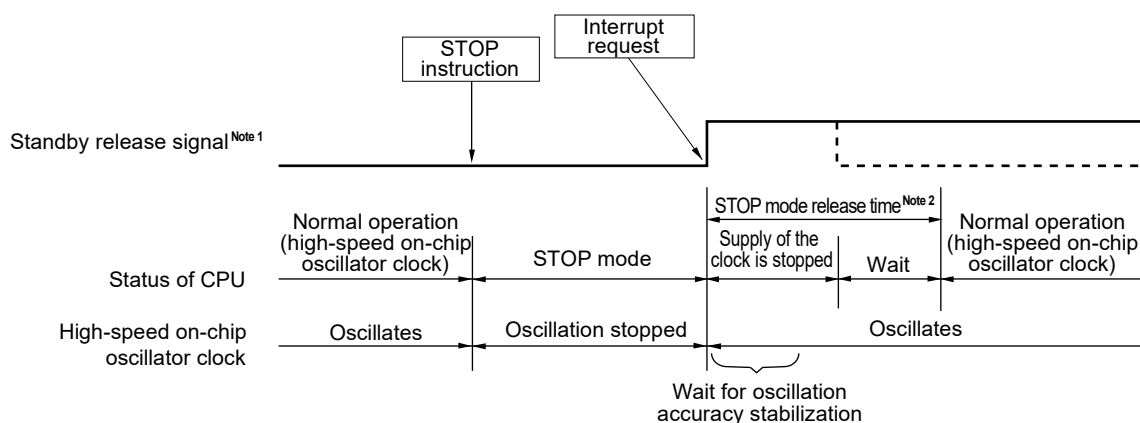 Interrupt
request
STOP
instruction
Standby release signal Note 1
STOP mode release time Note 2
Normal operation
(high-speed on-chip
oscillator clock)
Supply of the
clock is stopped
Normal operation
(high-speed on-chip
oscillator clock)
Status of CPU
STOP mode
Wait
High-speed on-chip
oscillator clock
Oscillates
Oscillation stopped
Oscillates
Wait for oscillation
accuracy stabilization